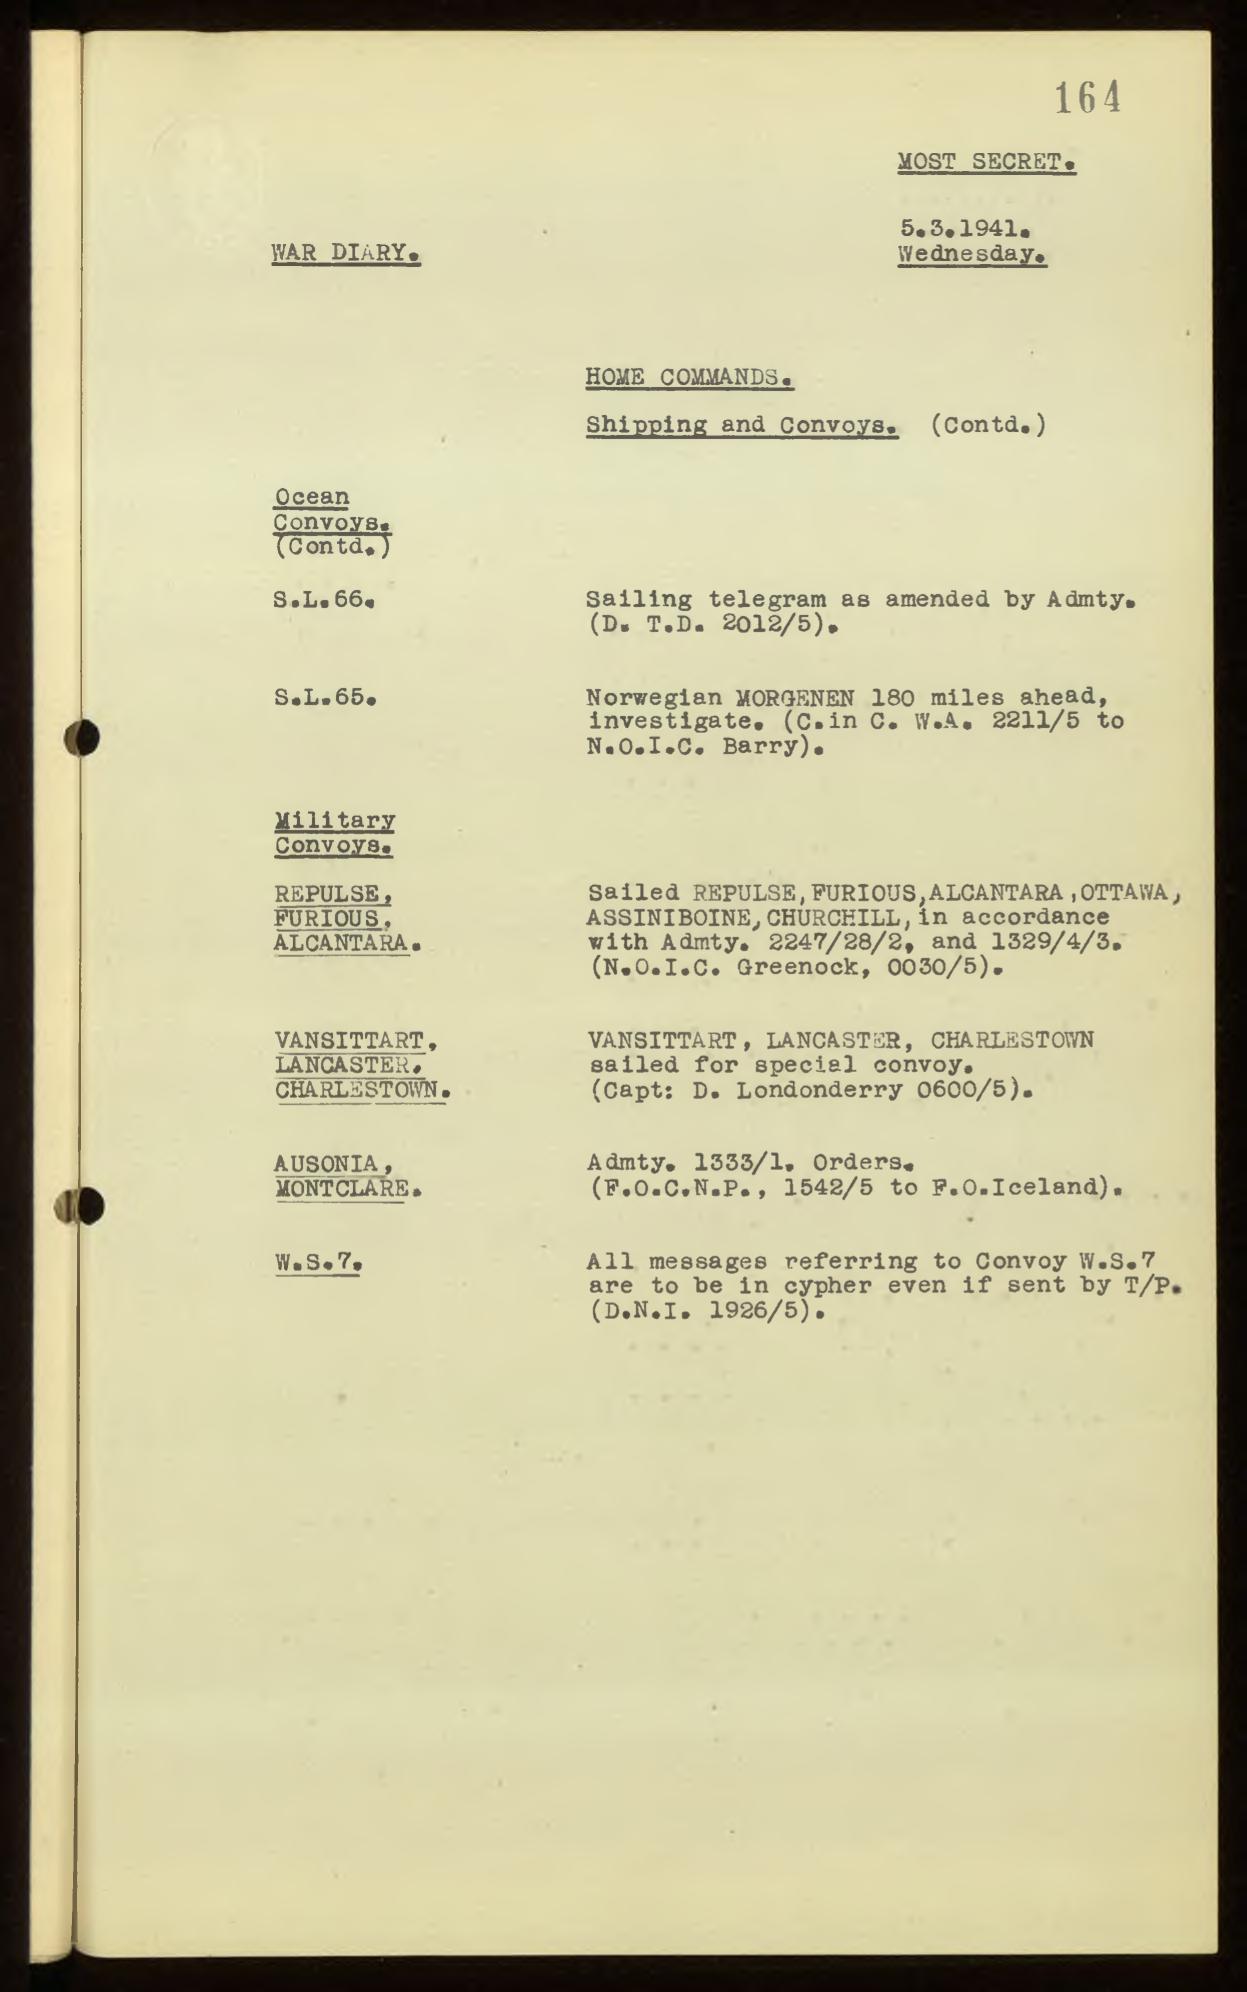 164
MOST SECRET.
5.3.1941.
WAR DIARY.
Wednesday.
HOME COMMANDS.
Shipping and Convoys. (Contd.)
Ocean
Convoys.
(Contd.)
S.L.66. Sailing telegram as amended by Admty.
(D. T.D. 2012/5).
S.L.65. Norwegian MORGENEN 180 miles ahead,
investigate. (C.in C. W.A. 2211/5 to
N.O.I.C. Barry).
Military
Convoys.
REPULSE, Sailed REPULSE,FURIOUS,ALCANTARA,OTTAWA,
FURIOUS, ASSINIBOINE,CHURCHILL,in accordance
ALCANTARA. with Admty. 2247/28/2, and 1329/4/3.
(N.O.I.C. Greenock, 0030/5).
VANSITTART, VANSITTART, LANCASTER, CHARLESTOWN
LANCASTER, sailed for special convoy.
CHARLESTOWN. (Capt: D. Londonderry 0600/5).
AUSONIA, Admty. 1333/1. Orders.
MONTCLARE. (F.O.C.N.P., 1542/5 to F.O.Iceland).
W.S.7. All messages referring to Convoy W.S.7
are to be in cypher even if sent by T/P.
(D.N.I. 1926/5).